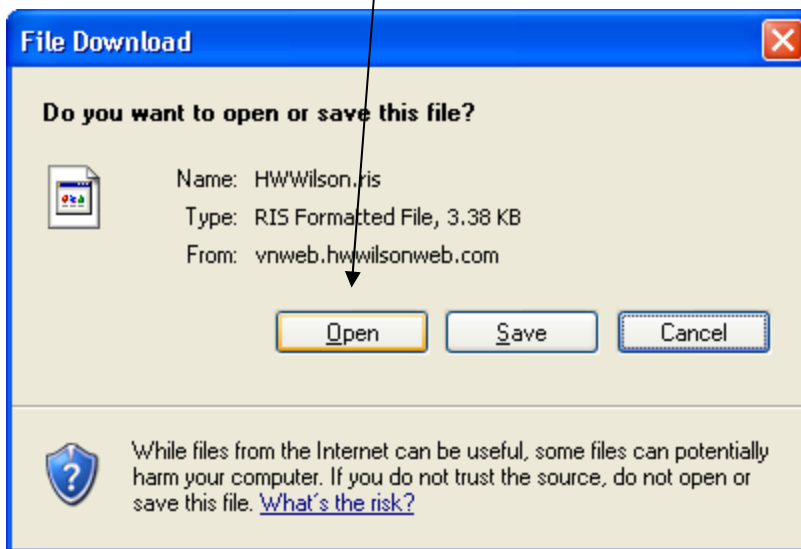 File Download
Do you want to open or save this file?
Name: HWWilson.ris
Type: RIS Formatted File, 3.38 KB
From: vnweb.hwwilsonweb.com
Open Save Cancel
While files from the Internet can be useful, some files can potentially
harm your computer. If you do not trust the source, do not open or
save this file. What's the risk?